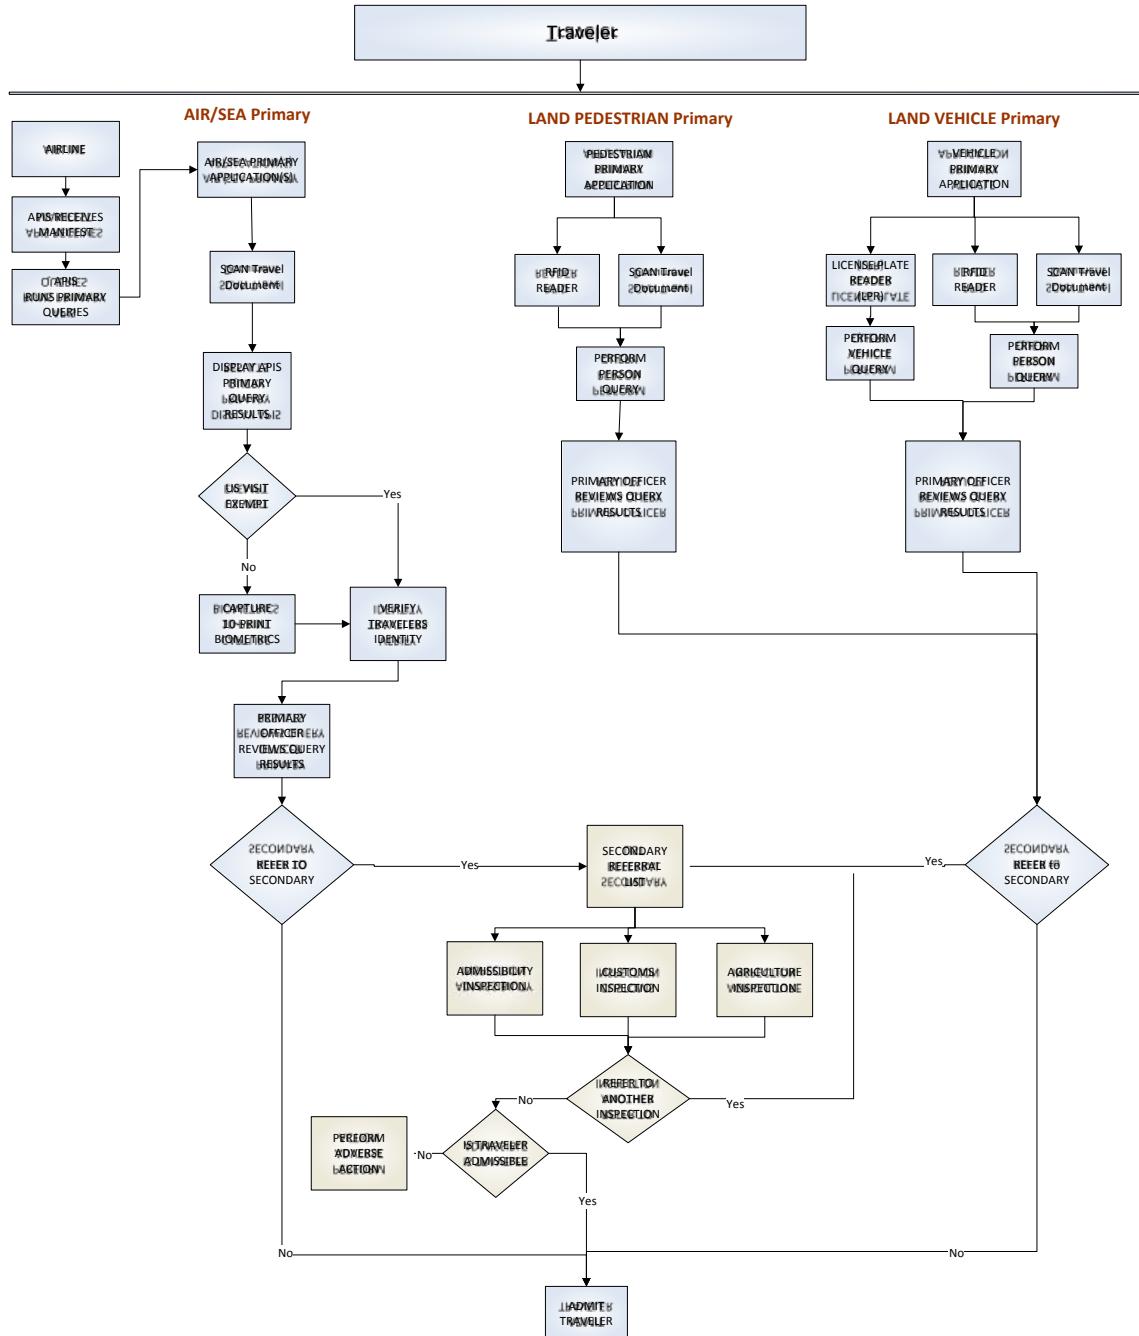 Traveler
AIR/SEA Primary
LAND PEDESTRIAN Primary
LAND VEHICLE Primary
AIRLINE
APIS RECEIVES
MANIFEST
APIS
RUNS PRIMARY
QUERIES
AIR/SEA PRIMARY
APPLICATION(S)
SCAN Travel
Document
DISPLAY APIS
PRIMARY
QUERY
RESULTS
US VISIT
EXEMPT
Yes
No
CAPTURE
10-PRINT
BIOMETRICS
VERIFY
TRAVELERS
IDENTITY
PRIMARY
OFFICER
REVIEWS QUERY
RESULTS
REFER TO
SECONDARY
Yes
No
PEDESTRIAN
PRIMARY
APPLICATION
RFID
READER
SCAN Travel
Document
PERFORM
PERSON
QUERY
PRIMARY OFFICER
REVIEWS QUERY
RESULTS
VEHICLE
PRIMARY
APPLICATION
LICENSE PLATE
READER
(LPR)
RFID
READER
SCAN Travel
Document
PERFORM
VEHICLE
QUERY
PERFORM
PERSON
QUERY
PRIMARY OFFICER
REVIEWS QUERY
RESULTS
REFER to
SECONDARY
Yes
No
SECONDARY
REFERRAL
LIST
ADMISSIBILITY
INSPECTION
CUSTOMS
INSPECTION
AGRICULTURE
INSPECTION
REFER TO
ANOTHER
INSPECTION
No
Yes
IS TRAVELER
ADMISSIBLE
No
Yes
PERFORM
ADVERSE
ACTION
ADMIT
TRAVELER